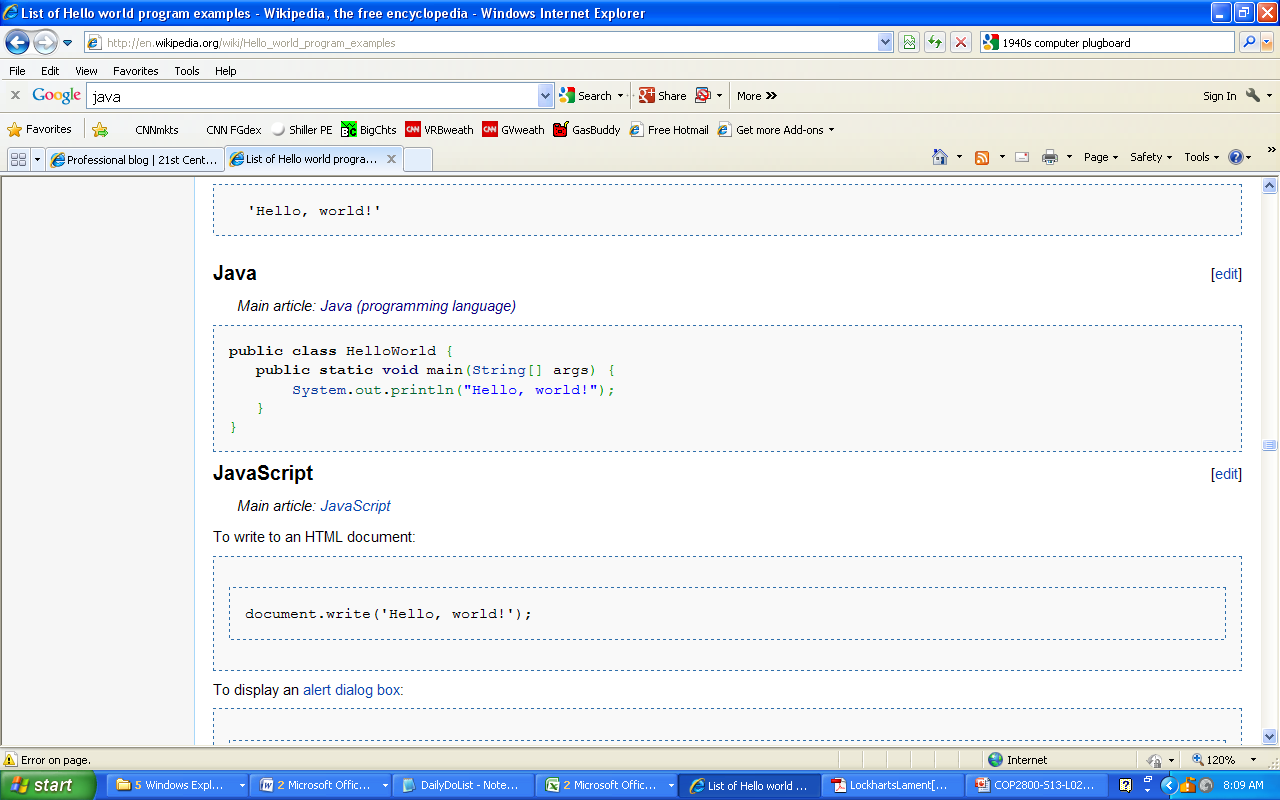 List of Hello world program examples - Wikipedia, the free encyclopedia - Windows Internet Explorer
http://en.wikipedia.org/wiki/Hello_world_program_examples
1940s computer plugboard
File Edit View Favorites Tools Help
x Google java Search Share More » Sign In
Favorites CNNmkts CNN FGdex Shiller PE BigChts VRBweath GVweath GasBuddy Free Hotmail Get more Add-ons
Professional blog | 21st Cent... List of Hello world progra... x Page Safety Tools »
'Hello, world!'
Java [edit]
Main article: Java (programming language)
public class HelloWorld {
public static void main(String[] args) {
System.out.println("Hello, world!");
}
}
JavaScript [edit]
Main article: JavaScript
To write to an HTML document:
document.write('Hello, world!');
To display an alert dialog box:
Error on page. Internet 120%
start 5 Windows Expl... 2 Microsoft Offic... DailyDoList - Note... 2 Microsoft Offic... List of Hello world ... LockhartsLament[... COP2800-S13-L02... 8:09 AM